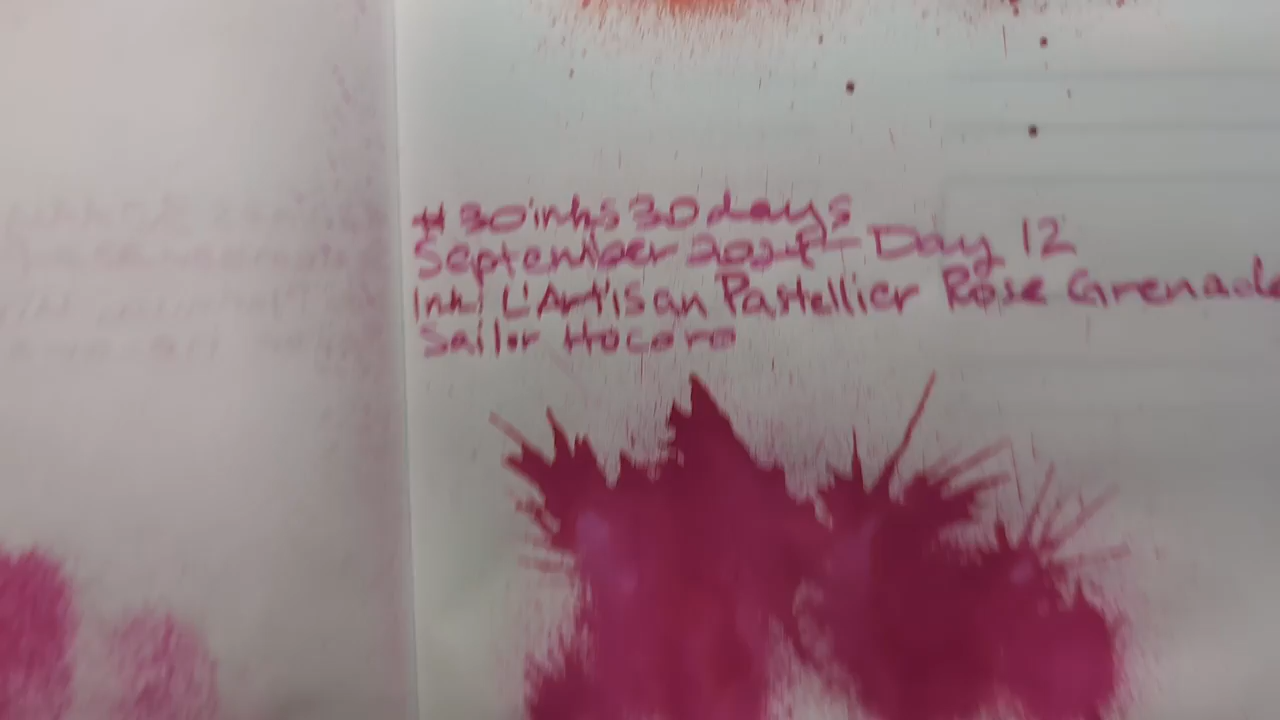 #30inks30days
September 2024 - Day 12
Ink: L'Artisan Pastellier Rose Grenade
Sailor Hocoro